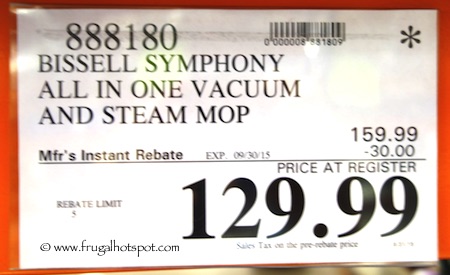 888180
0000008 881809
*
BISSELL SYMPHONY
ALL IN ONE VACUUM
AND STEAM MOP
159.99
Mfr's Instant Rebate EXP. 09/30/15 -30.00
PRICE AT REGISTER
REBATE LIMIT
5
129.99
© www.frugalhotspot.com
Sales Tax on the pre-rebate price